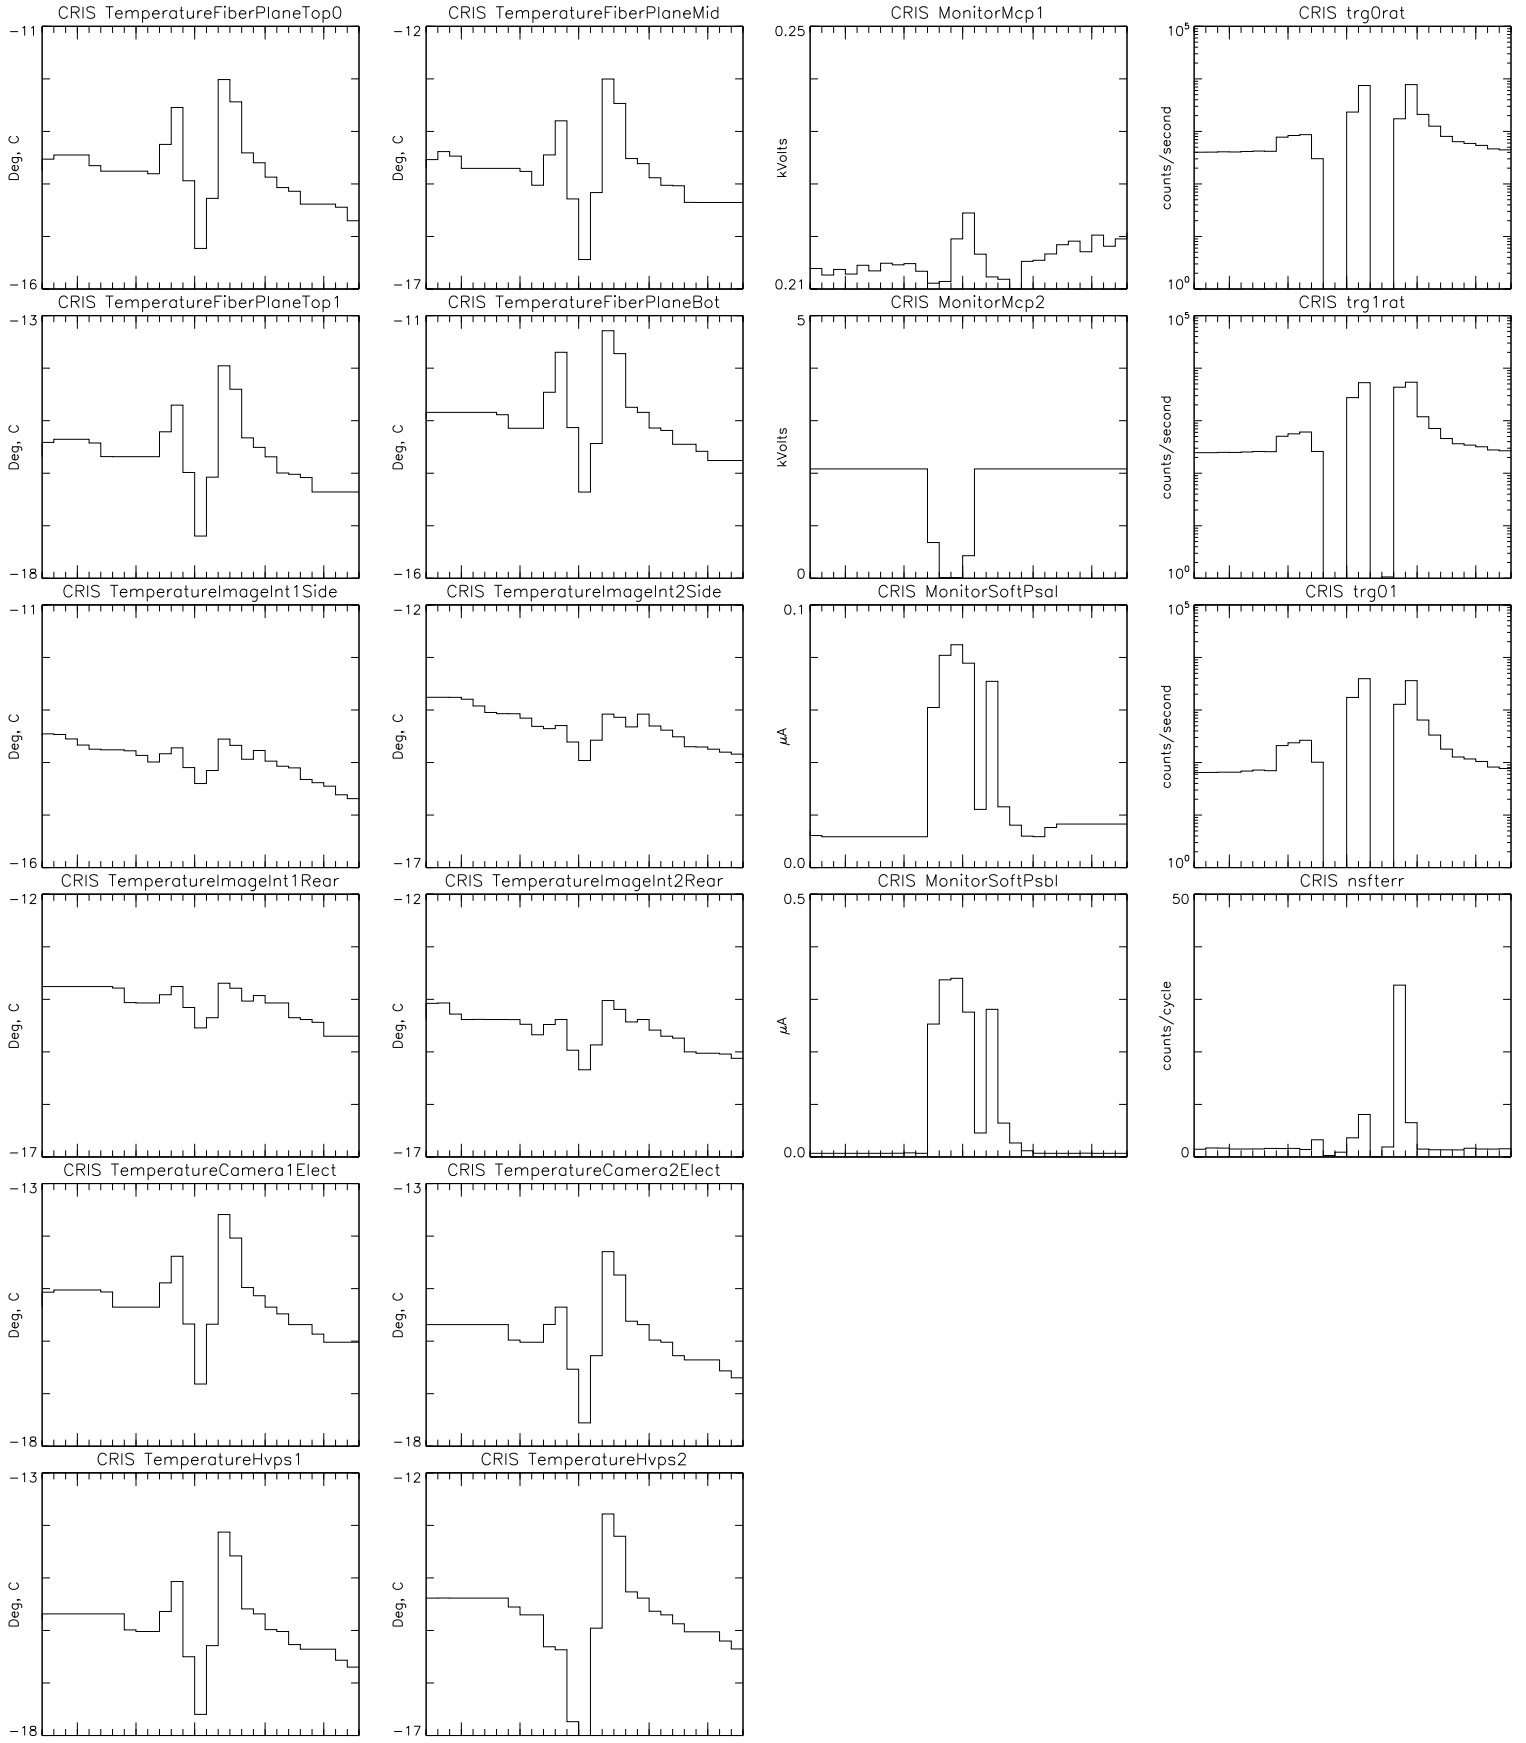 CRIS TemperatureFiberPlaneTop0
−11
Deg, C
−16
CRIS TemperatureFiberPlaneMid
−12
Deg, C
−17
CRIS MonitorMcp1
0.25
kVolts
0.21
CRIS trg0rat
10⁵
counts/second
10⁰
CRIS TemperatureFiberPlaneTop1
−13
Deg, C
−18
CRIS TemperatureFiberPlaneBot
−11
Deg, C
−16
CRIS MonitorMcp2
5
kVolts
0
CRIS trg1rat
10⁵
counts/second
10⁰
CRIS TemperatureImageInt1Side
−11
Deg, C
−16
CRIS TemperatureImageInt2Side
−12
Deg, C
−17
CRIS MonitorSoftPsaI
0.1
μA
0.0
CRIS trg01
10⁵
counts/second
10⁰
CRIS TemperatureImageInt1Rear
−12
Deg, C
−17
CRIS TemperatureImageInt2Rear
−12
Deg, C
−17
CRIS MonitorSoftPsbI
0.5
μA
0.0
CRIS nsfterr
50
counts/cycle
0
CRIS TemperatureCamera1Elect
−13
Deg, C
−18
CRIS TemperatureCamera2Elect
−13
Deg, C
−18
CRIS TemperatureHvps1
−13
Deg, C
−18
CRIS TemperatureHvps2
−12
Deg, C
−17